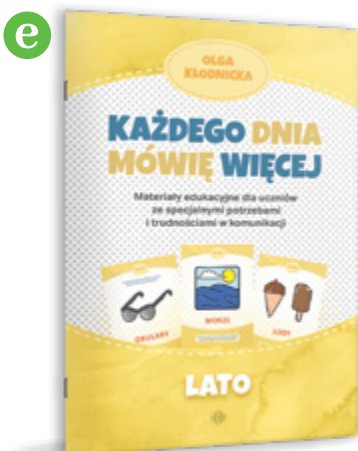 e
OLGA
KŁODNICKA
KAŻDEGO DNIA
MÓWIĘ WIĘCEJ
Materiały edukacyjne dla uczniów
ze specjalnymi potrzebami
i trudnościami w komunikacji
OKULARY
MORZE
LODY
LATO